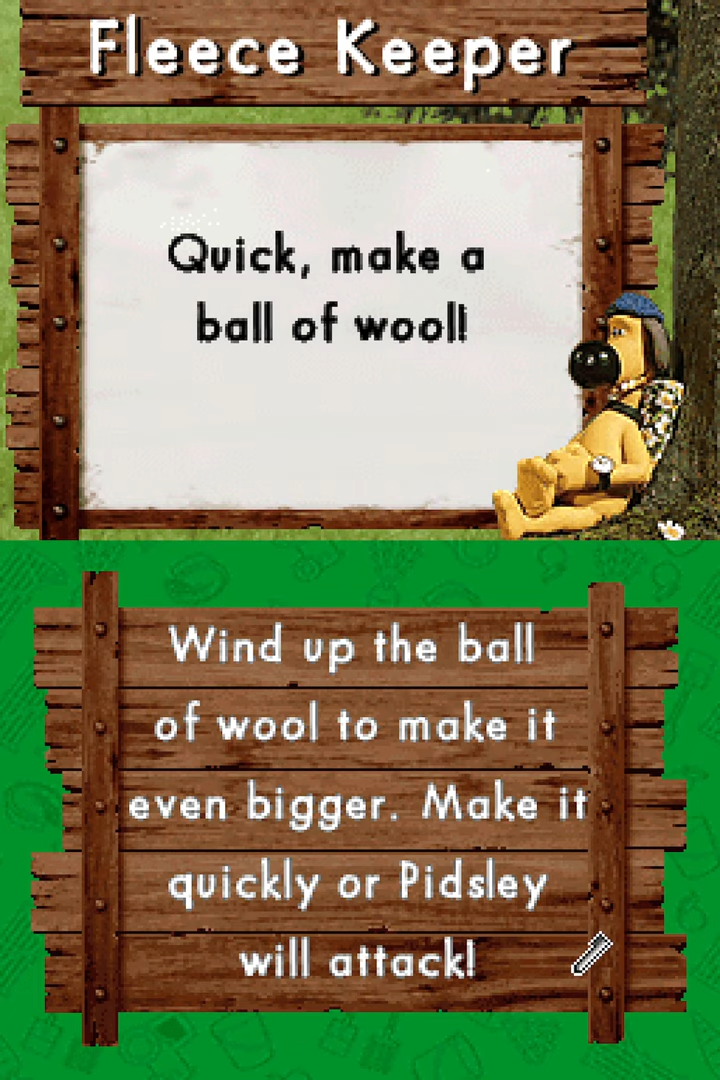 Fleece Keeper
Quick, make a
ball of wool!
Wind up the ball
of wool to make it
even bigger. Make it
quickly or Pidsley
will attack!